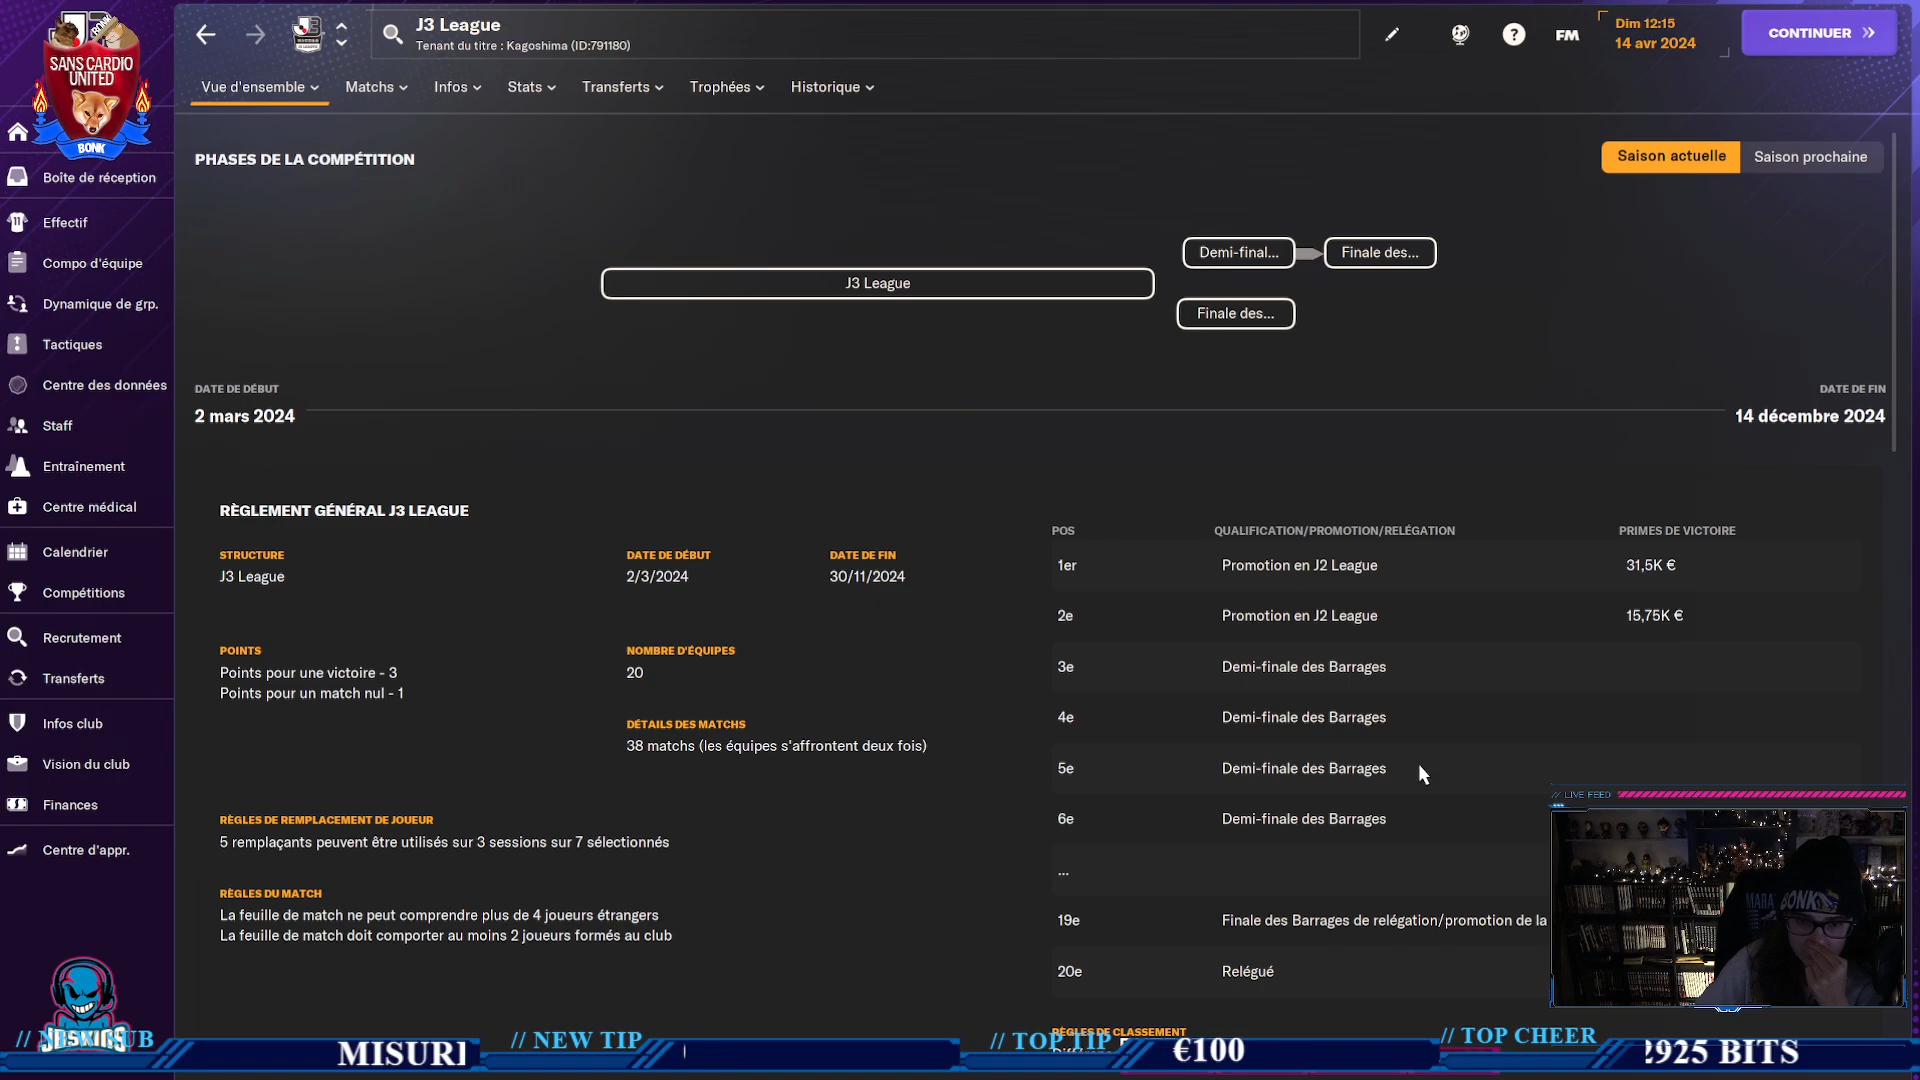 BONK
SANS CARDIO
UNITED
BONK
J3 League
Tenant du titre : Kagoshima (ID:791180)
FM
Dim 12:15
14 avr 2024
CONTINUER
Vue d'ensemble
Matchs
Infos
Stats
Transferts
Trophées
Historique
Boîte de réception
Effectif
Compo d'équipe
Dynamique de grp.
Tactiques
Centre des données
Staff
Entraînement
Centre médical
Calendrier
Compétitions
Recrutement
Transferts
Infos club
Vision du club
Finances
Centre d'appr.
PHASES DE LA COMPÉTITION
Saison actuelle
Saison prochaine
J3 League
Demi-final...
Finale des...
Finale des...
DATE DE DÉBUT
2 mars 2024
DATE DE FIN
14 décembre 2024
RÈGLEMENT GÉNÉRAL J3 LEAGUE
STRUCTURE
J3 League
DATE DE DÉBUT
2/3/2024
DATE DE FIN
30/11/2024
POINTS
Points pour une victoire - 3
Points pour un match nul - 1
NOMBRE D'ÉQUIPES
20
DÉTAILS DES MATCHS
38 matchs (les équipes s'affrontent deux fois)
RÈGLES DE REMPLACEMENT DE JOUEUR
5 remplaçants peuvent être utilisés sur 3 sessions sur 7 sélectionnés
RÈGLES DU MATCH
La feuille de match ne peut comprendre plus de 4 joueurs étrangers
La feuille de match doit comporter au moins 2 joueurs formés au club
POS QUALIFICATION/PROMOTION/RELÉGATION PRIMES DE VICTOIRE
1er Promotion en J2 League 31,5K €
2e Promotion en J2 League 15,75K €
3e Demi-finale des Barrages
4e Demi-finale des Barrages
5e Demi-finale des Barrages
6e Demi-finale des Barrages
...
19e Finale des Barrages de relégation/promotion de la
20e Relégué
RÈGLES DE CLASSEMENT
// LIVE FEED
BONK
// NEW SUB
MISURI
// NEW TIP
// TOP TIP
€100
// TOP CHEER
2925 BITS